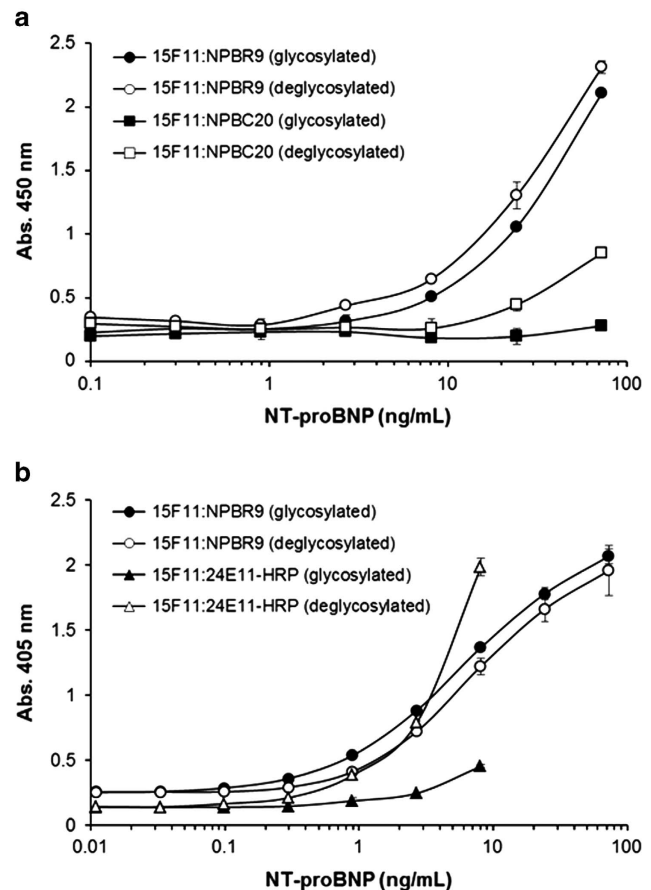 a
15F11:NPBR9 (glycosylated)
15F11:NPBR9 (deglycosylated)
15F11:NPBC20 (glycosylated)
15F11:NPBC20 (deglycosylated)
Abs. 450 nm
2.5
2
1.5
1
0.5
0
0.1 1 10 100
NT-proBNP (ng/mL)
b
15F11:NPBR9 (glycosylated)
15F11:NPBR9 (deglycosylated)
15F11:24E11-HRP (glycosylated)
15F11:24E11-HRP (deglycosylated)
Abs. 405 nm
2.5
2
1.5
1
0.5
0
0.01 0.1 1 10 100
NT-proBNP (ng/mL)